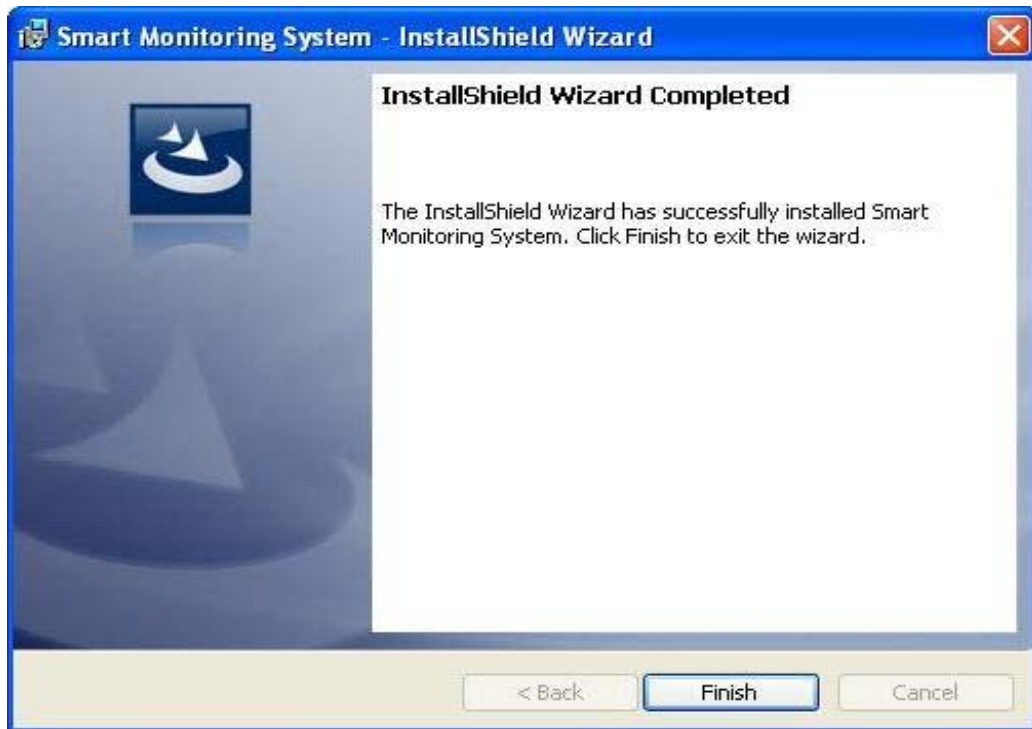 Smart Monitoring System - InstallShield Wizard
InstallShield Wizard Completed
The InstallShield Wizard has successfully installed Smart
Monitoring System. Click Finish to exit the wizard.
< Back Finish Cancel